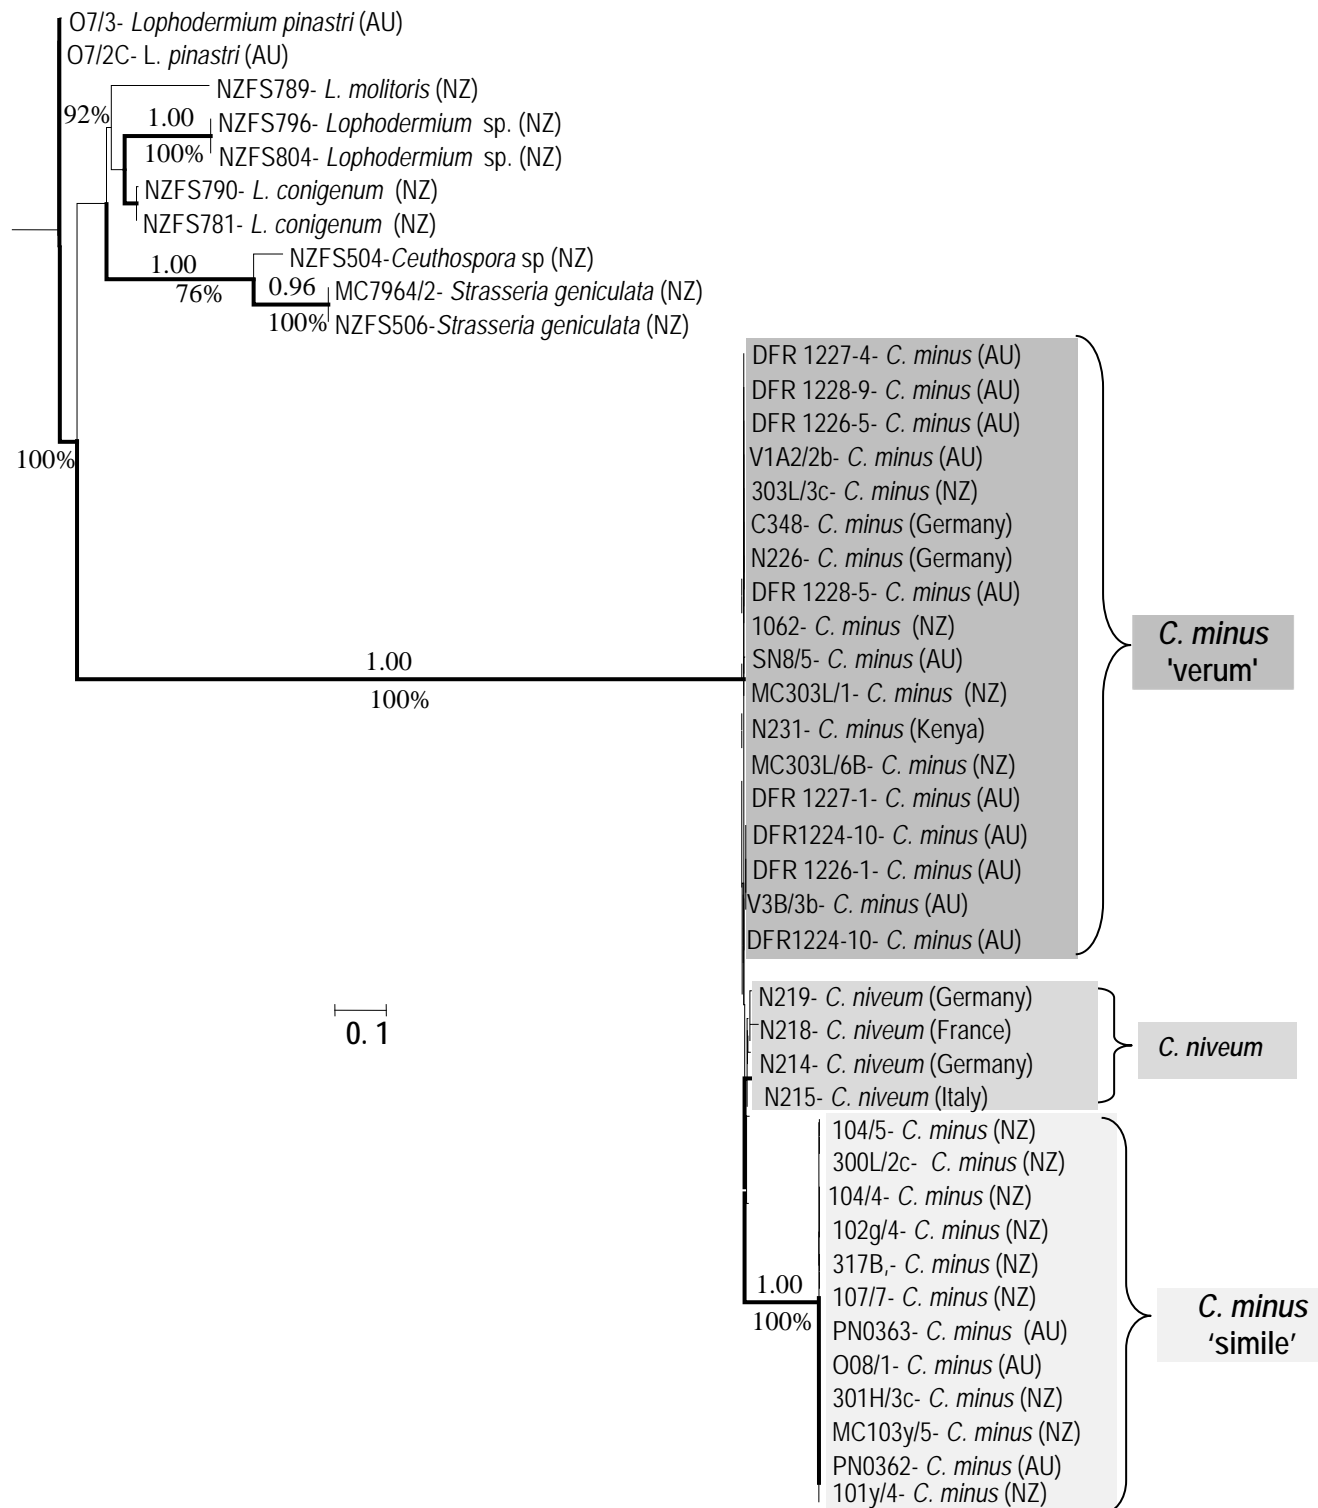 O7/3- Lophodermium pinastri (AU)
O7/2C- L. pinastri (AU)
NZFS789- L. molitoris (NZ)
92%
1.00
NZFS796- Lophodermium sp. (NZ)
100%
NZFS804- Lophodermium sp. (NZ)
NZFS790- L. conigenum (NZ)
NZFS781- L. conigenum (NZ)
NZFS504-Ceuthospora sp (NZ)
1.00
76%
0.96
MC7964/2- Strasseria geniculata (NZ)
100%
NZFS506-Strasseria geniculata (NZ)
DFR 1227-4- C. minus (AU)
DFR 1228-9- C. minus (AU)
DFR 1226-5- C. minus (AU)
V1A2/2b- C. minus (AU)
100%
303L/3c- C. minus (NZ)
C348- C. minus (Germany)
N226- C. minus (Germany)
DFR 1228-5- C. minus (AU)
1062- C. minus (NZ)
SN8/5- C. minus (AU)
1.00
100%
MC303L/1- C. minus (NZ)
N231- C. minus (Kenya)
MC303L/6B- C. minus (NZ)
DFR 1227-1- C. minus (AU)
DFR1224-10- C. minus (AU)
DFR 1226-1- C. minus (AU)
V3B/3b- C. minus (AU)
DFR1224-10- C. minus (AU)
C. minus
'verum'
0. 1
N219- C. niveum (Germany)
N218- C. niveum (France)
N214- C. niveum (Germany)
N215- C. niveum (Italy)
C. niveum
104/5- C. minus (NZ)
300L/2c- C. minus (NZ)
104/4- C. minus (NZ)
102g/4- C. minus (NZ)
317B,- C. minus (NZ)
1.00
100%
107/7- C. minus (NZ)
PN0363- C. minus (AU)
O08/1- C. minus (AU)
301H/3c- C. minus (NZ)
MC103y/5- C. minus (NZ)
PN0362- C. minus (AU)
101y/4- C. minus (NZ)
C. minus
‘simile’